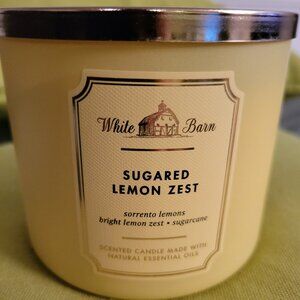 White Barn
SUGARED
LEMON ZEST
sorrento lemons
bright lemon zest • sugarcane
SCENTED CANDLE MADE WITH
NATURAL ESSENTIAL OILS